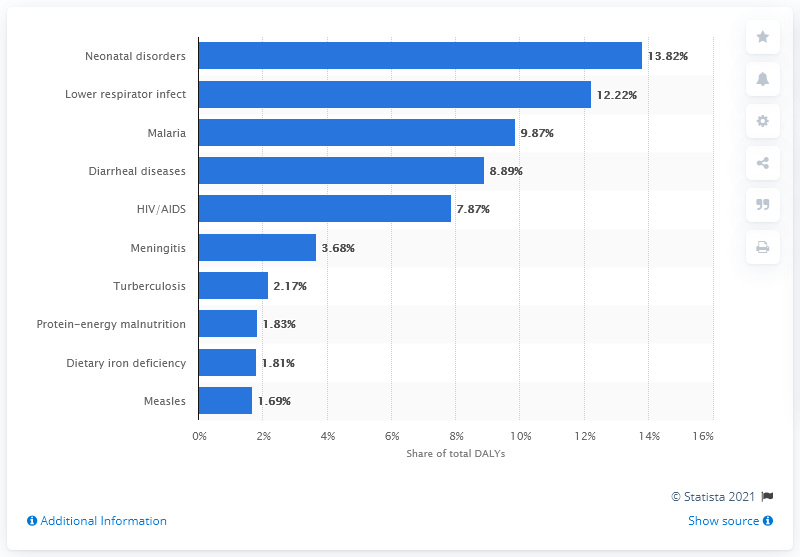 Neonatal disorders 13.82%
Lower respirator infect 12.22%
Malaria 9.87%
Diarrheal diseases 8.89%
HIV/AIDS 7.87%
Meningitis 3.68%
Turberculosis 2.17%
Protein-energy malnutrition 1.83%
Dietary iron deficiency 1.81%
Measles 1.69%
0% 2% 4% 6% 8% 10% 12% 14% 16%
Share of total DALYs
© Statista 2021
Additional Information Show source